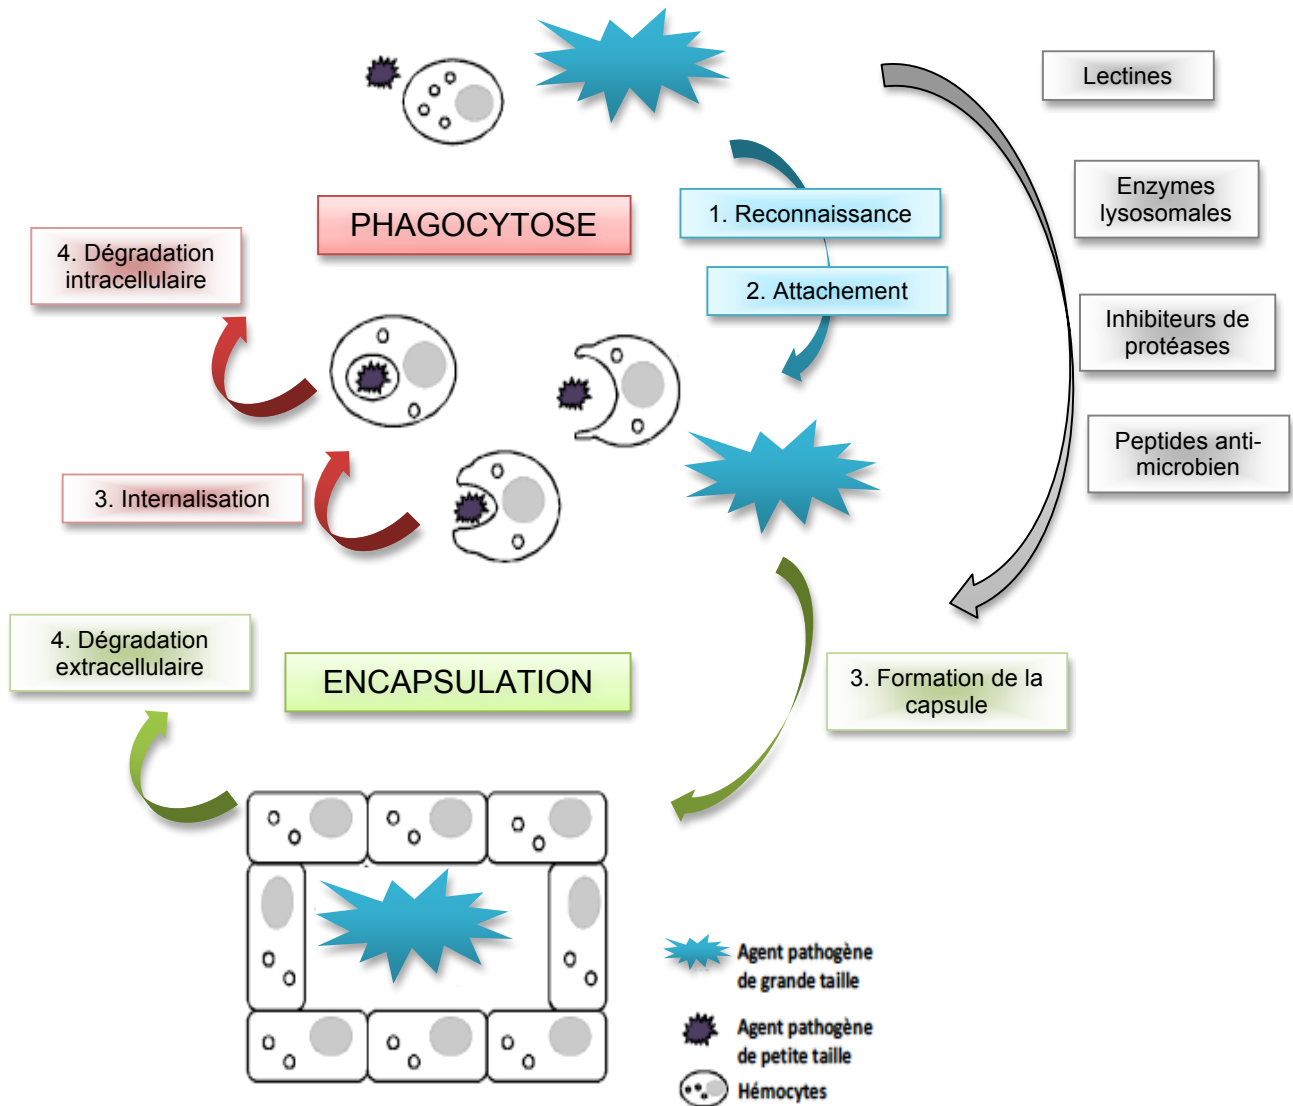 Lectines
Enzymes
lysosomales
PHAGOCYTOSE
1. Reconnaissance
4. Dégradation
intracellulaire
2. Attachement
Inhibiteurs de
protéases
Peptides anti-
microbien
3. Internalisation
4. Dégradation
extracellulaire
ENCAPSULATION
3. Formation de la
capsule
Agent pathogène
de grande taille
Agent pathogène
de petite taille
Hémocytes